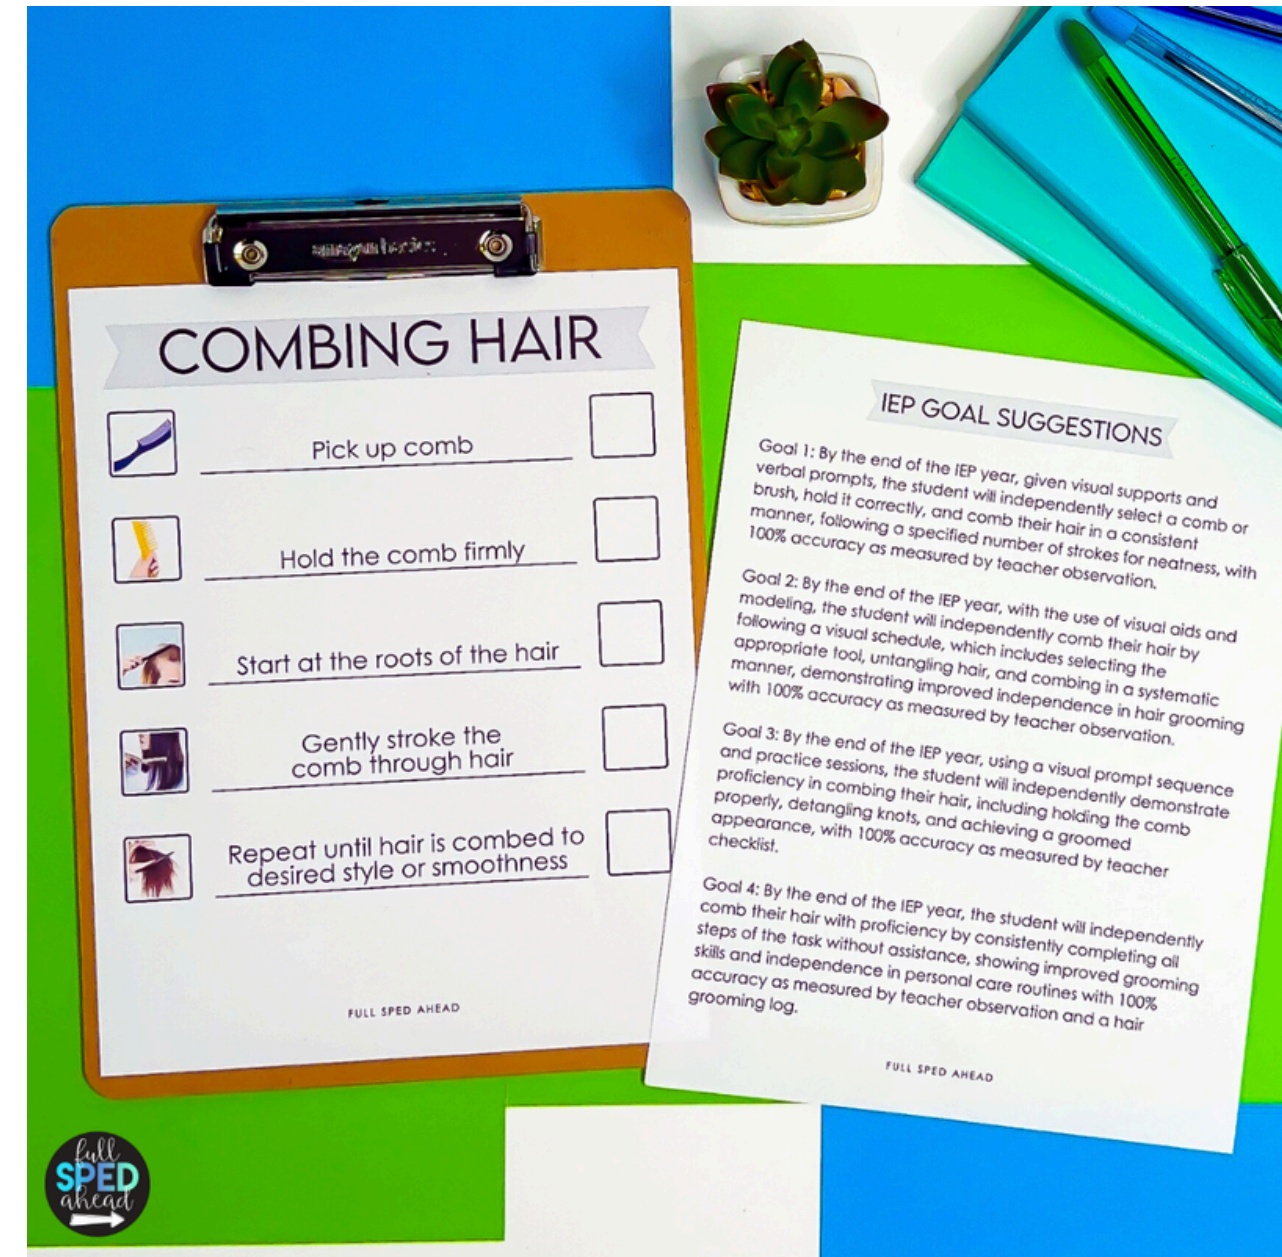 amazon basics
COMBING HAIR
Pick up comb
Hold the comb firmly
Start at the roots of the hair
Gently stroke the
comb through hair
Repeat until hair is combed to
desired style or smoothness
FULL SPED AHEAD
IEP GOAL SUGGESTIONS
Goal 1: By the end of the IEP year, given visual supports and
verbal prompts, the student will independently select a comb or
brush, hold it correctly, and comb their hair in a consistent
manner, following a specified number of strokes for neatness, with
100% accuracy as measured by teacher observation.
Goal 2: By the end of the IEP year, with the use of visual aids and
modeling, the student will independently comb their hair by
following a visual schedule, which includes selecting the
appropriate tool, untangling hair, and combing in a systematic
manner, demonstrating improved independence in hair grooming
with 100% accuracy as measured by teacher observation.
Goal 3: By the end of the IEP year, using a visual prompt sequence
and practice sessions, the student will independently demonstrate
proficiency in combing their hair, including holding the comb
properly, detangling knots, and achieving a groomed
appearance, with 100% accuracy as measured by teacher
checklist.
Goal 4: By the end of the IEP year, the student will independently
comb their hair with proficiency by consistently completing all
steps of the task without assistance, showing improved grooming
skills and independence in personal care routines with 100%
accuracy as measured by teacher observation and a hair
grooming log.
FULL SPED AHEAD
full
SPED
ahead